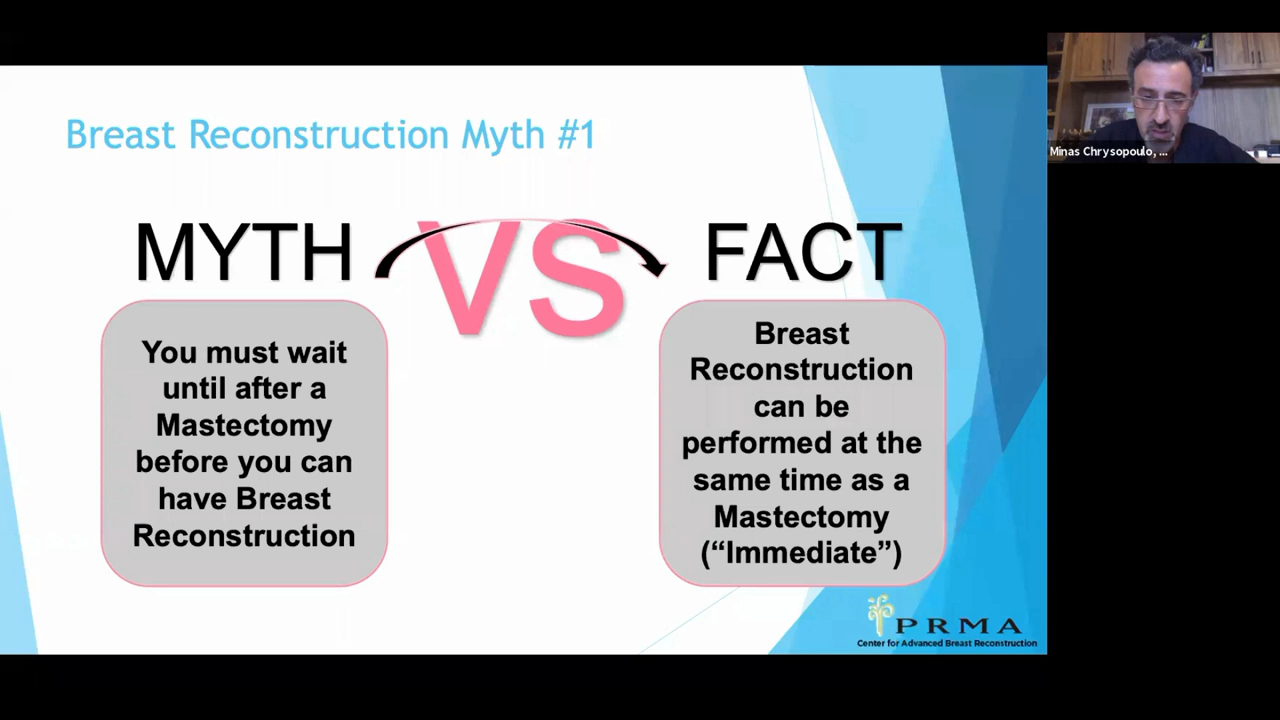 Breast Reconstruction Myth #1
MYTH
VS
FACT
You must wait
until after a
Mastectomy
before you can
have Breast
Reconstruction
Breast
Reconstruction
can be
performed at the
same time as a
Mastectomy
(“Immediate”)
PRMA
Center for Advanced Breast Reconstruction
Minas Chrysopoulo, ...